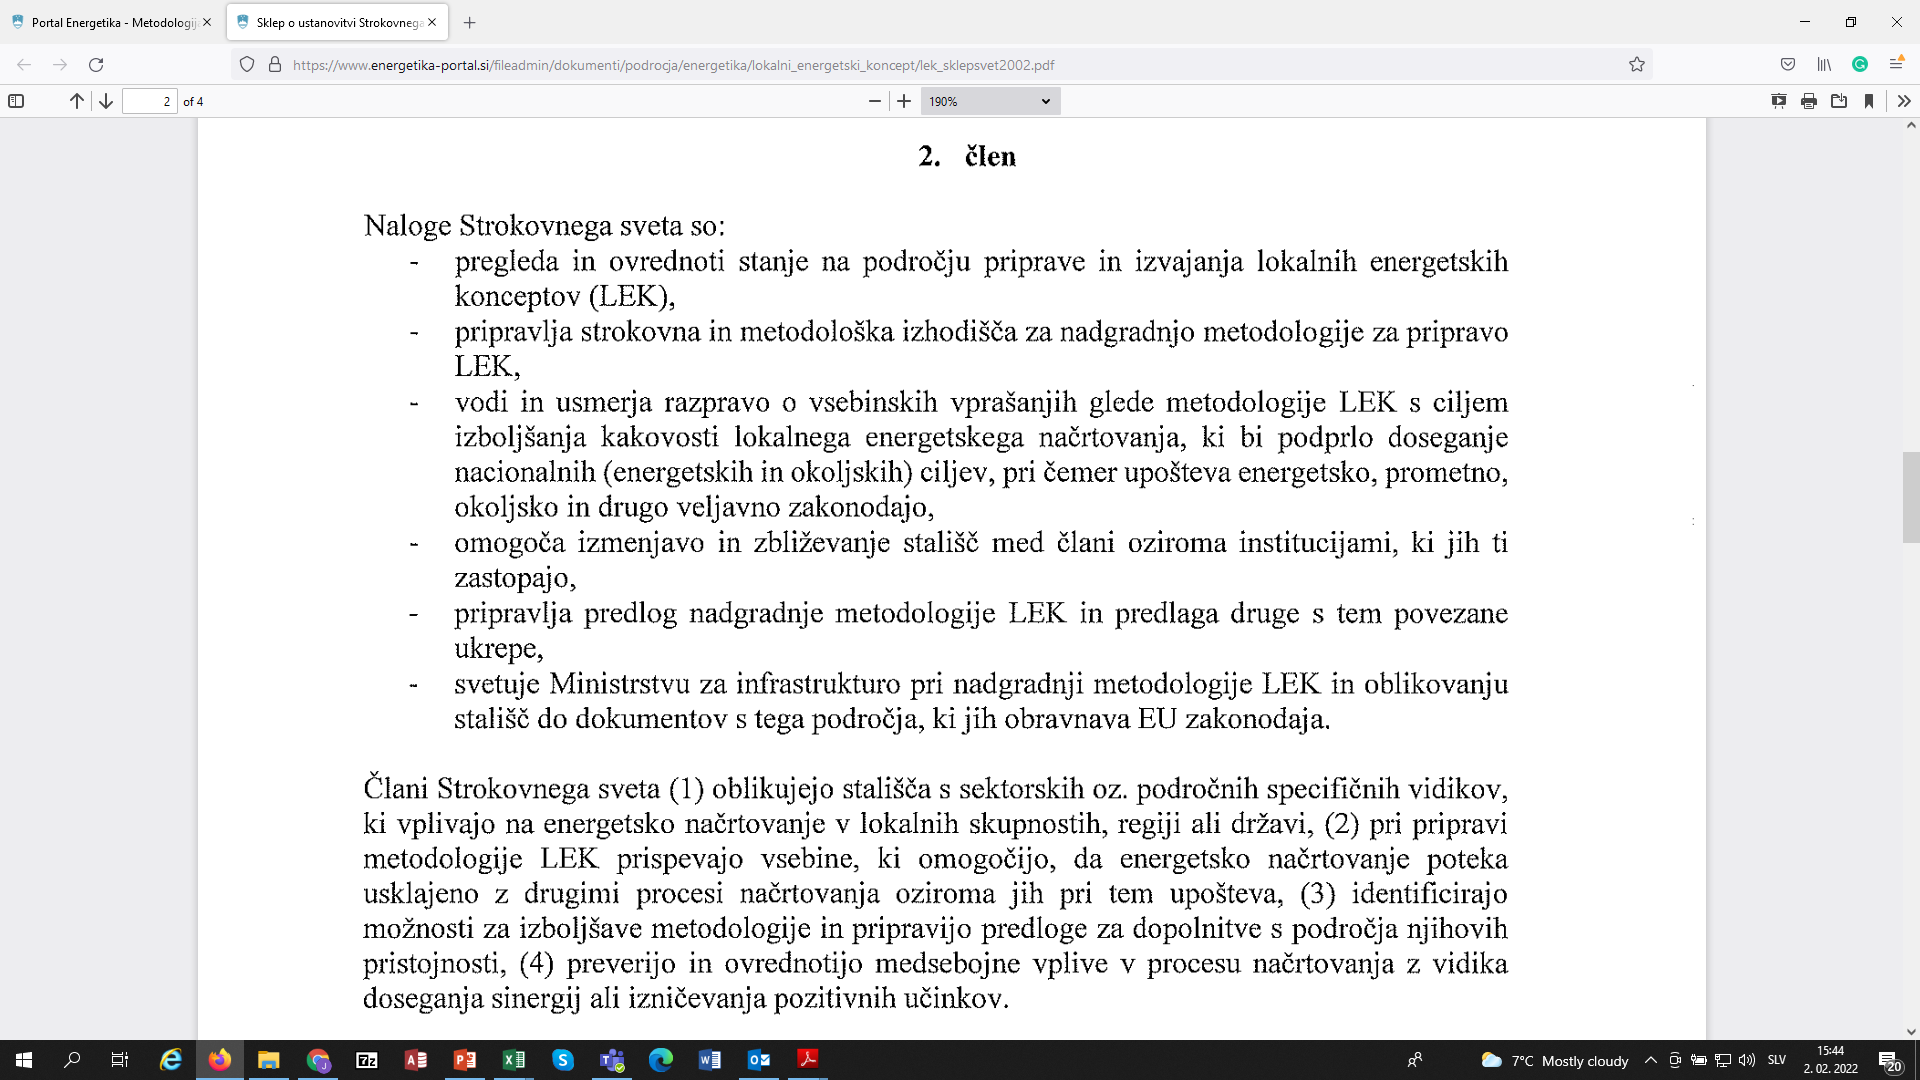 Portal Energetika - Metodologij
Sklep o ustanovitvi Strokovnega
https://www.energetika-portal.si/fileadmin/dokumenti/podrocja/energetika/lokalni_energetski_koncept/lek_sklepsvet2002.pdf
2 of 4
190%
2. člen
Naloge Strokovnega sveta so:
- pregleda in ovrednoti stanje na področju priprave in izvajanja lokalnih energetskih
konceptov (LEK),
- pripravlja strokovna in metodološka izhodišča za nadgradnjo metodologije za pripravo
LEK,
- vodi in usmerja razpravo o vsebinskih vprašanjih glede metodologije LEK s ciljem
izboljšanja kakovosti lokalnega energetskega načrtovanja, ki bi podprlo doseganje
nacionalnih (energetskih in okoljskih) ciljev, pri čemer upošteva energetsko, prometno,
okoljsko in drugo veljavno zakonodajo,
- omogoča izmenjavo in zbliževanje stališč med člani oziroma institucijami, ki jih ti
zastopajo,
- pripravlja predlog nadgradnje metodologije LEK in predlaga druge s tem povezane
ukrepe,
- svetuje Ministrstvu za infrastrukturo pri nadgradnji metodologije LEK in oblikovanju
stališč do dokumentov s tega področja, ki jih obravnava EU zakonodaja.
Člani Strokovnega sveta (1) oblikujejo stališča s sektorskih oz. področnih specifičnih vidikov,
ki vplivajo na energetsko načrtovanje v lokalnih skupnostih, regiji ali državi, (2) pri pripravi
metodologije LEK prispevajo vsebine, ki omogočijo, da energetsko načrtovanje poteka
usklajeno z drugimi procesi načrtovanja oziroma jih pri tem upošteva, (3) identificirajo
možnosti za izboljšave metodologije in pripravijo predloge za dopolnitve s področja njihovih
pristojnosti, (4) preverijo in ovrednotijo medsebojne vplive v procesu načrtovanja z vidika
doseganja sinergij ali izničevanja pozitivnih učinkov.
7°C Mostly cloudy
SLV
15:44
2. 02. 2022
20